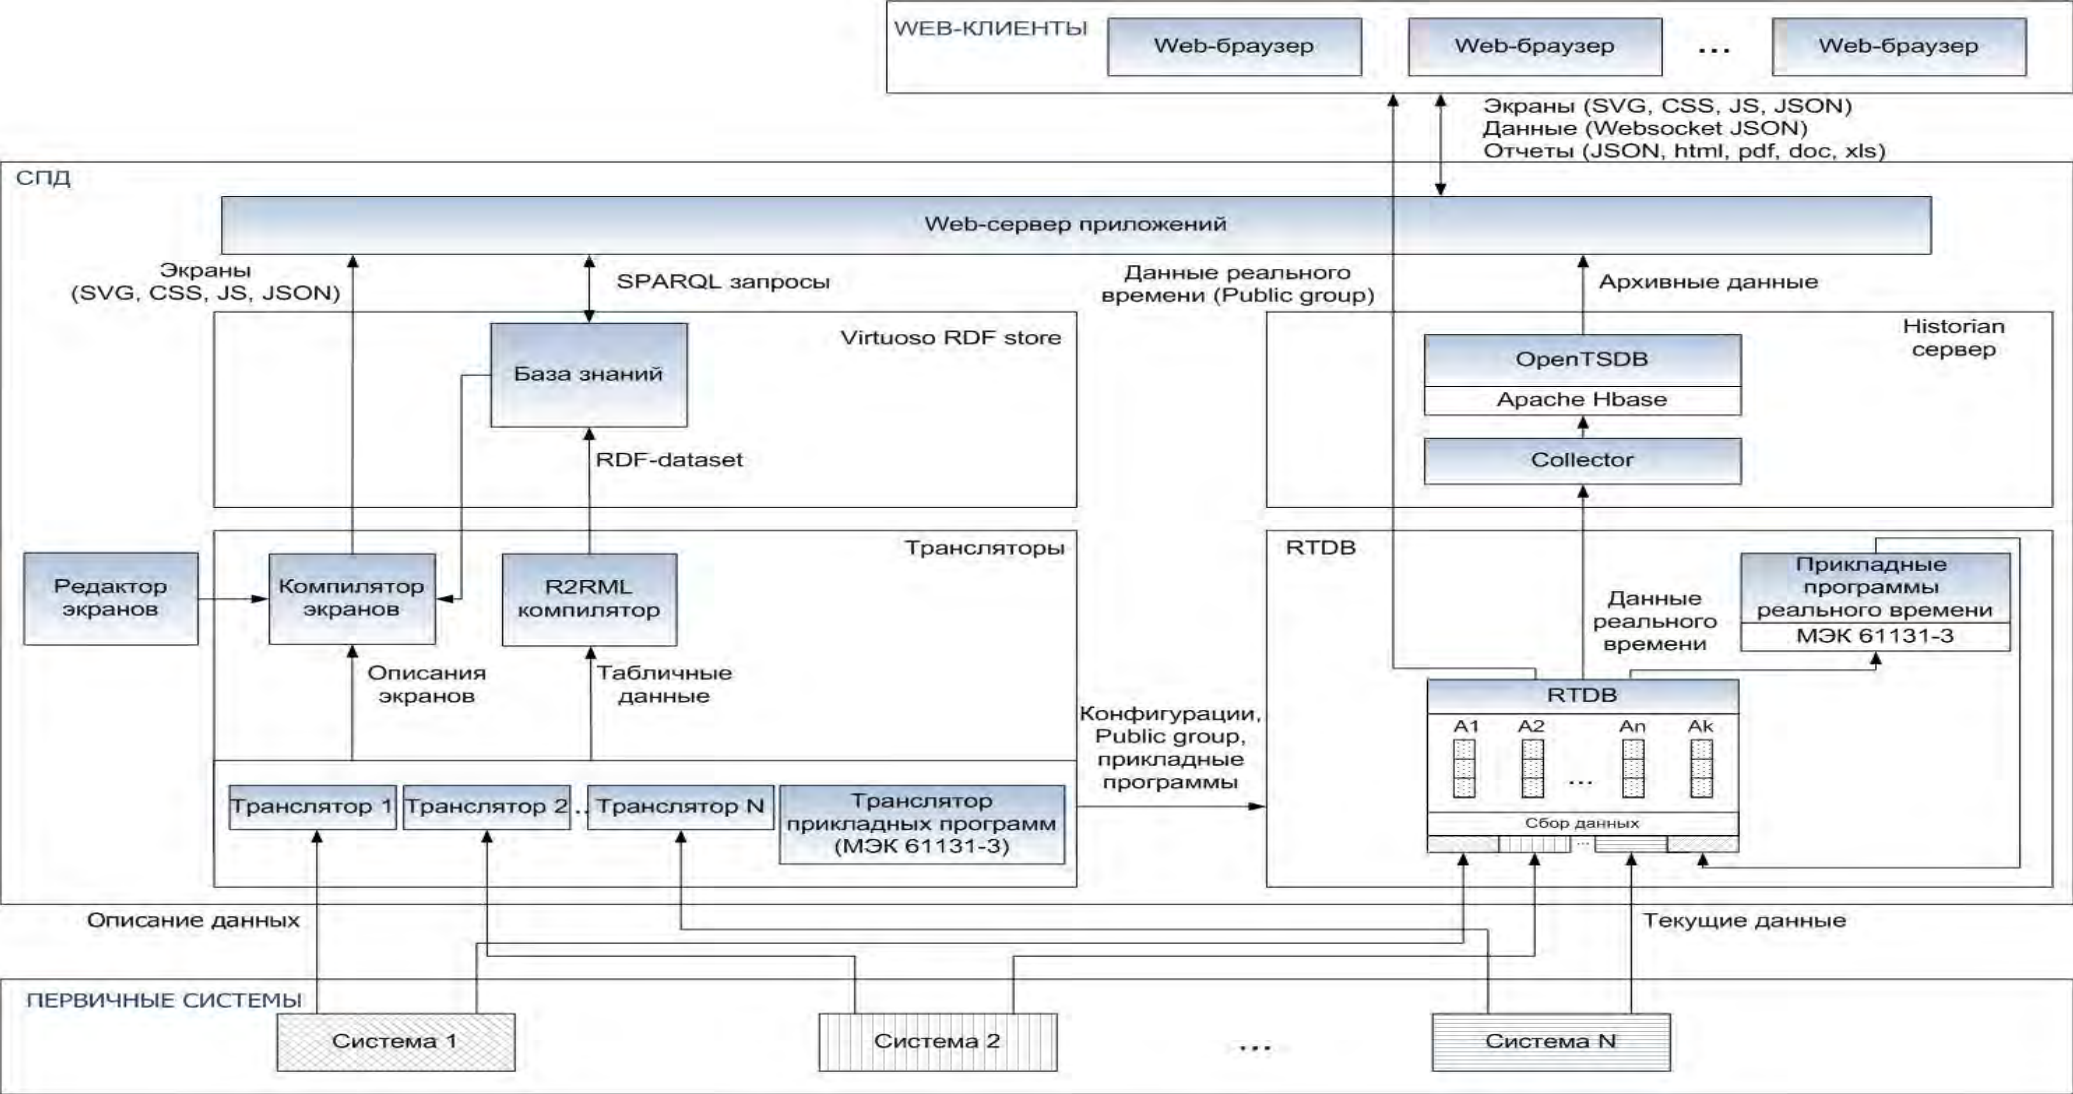 WEB-КЛИЕНТЫ
Web-браузер
Web-браузер
...
Web-браузер
Экраны (SVG, CSS, JS, JSON)
Данные (Websocket JSON)
Отчеты (JSON, html, pdf, doc, xls)
СПД
Web-сервер приложений
Экраны
(SVG, CSS, JS, JSON)
SPARQL запросы
Данные реального
времени (Public group)
Архивные данные
База знаний
Virtuoso RDF store
RDF-dataset
Historian
сервер
OpenTSDB
Apache Hbase
Collector
Редактор
экранов
Компилятор
экранов
R2RML
компилятор
Трансляторы
Описания
экранов
Табличные
данные
Транслятор 1
Транслятор 2
..
Транслятор N
Транслятор
прикладных программ
(МЭК 61131-3)
Конфигурации,
Public group,
прикладные
программы
RTDB
Данные
реального
времени
Прикладные
программы
реального времени
МЭК 61131-3
RTDB
A1
A2
...
An
Ak
Сбор данных
...
Описание данных
Текущие данные
ПЕРВИЧНЫЕ СИСТЕМЫ
Система 1
Система 2
...
Система N